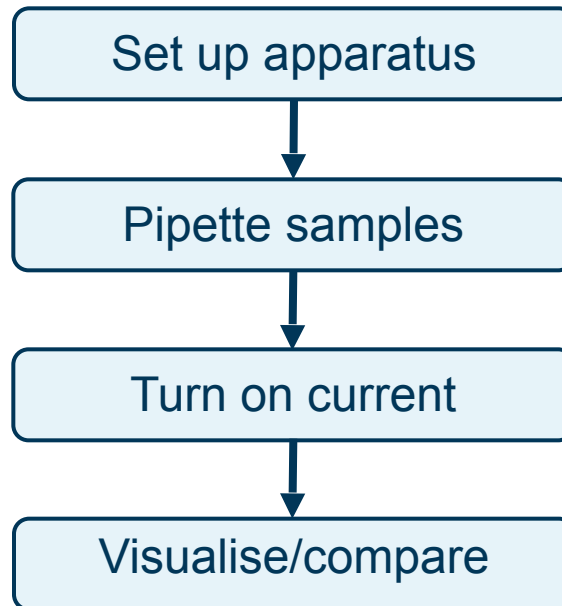 Set up apparatus
Pipette samples
Turn on current
Visualise/compare